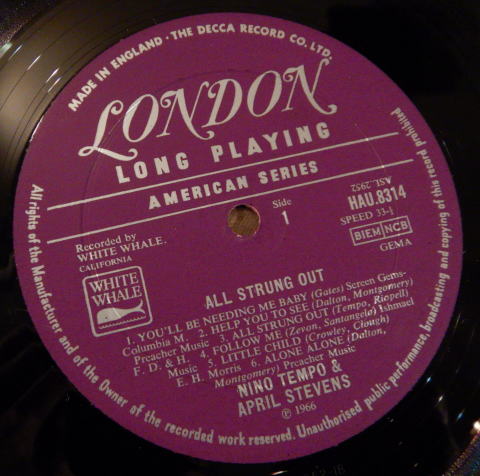 MADE IN ENGLAND · THE DECCA RECORD CO. LTD.
LONDON
LONG PLAYING
AMERICAN SERIES
Recorded by
WHITE WHALE.
CALIFORNIA
WHITE
WHALE
Side
1
ASL.2952
HAU.8314
SPEED 33⅓
BIEM NCB
GEMA
ALL STRUNG OUT
1. YOU'LL BE NEEDING ME BABY (Gates) Screen Gems-
Columbia M. 2. HELP YOU TO SEE (Dalton, Montgomery)
Preacher Music 3. ALL STRUNG OUT (Tempo, Riopell)
F. D. & H. 4. FOLLOW ME (Zevon, Santangelo) Ishmael
Music 5. LITTLE CHILD (Crowley, Clough)
E. H. Morris 6. ALONE ALONE (Dalton,
Montgomery) Preacher Music
NINO TEMPO &
APRIL STEVENS
℗ 1966
All rights of the Manufacturer and of the Owner of the recorded work reserved. Unauthorised public performance, broadcasting and copying of this record prohibited